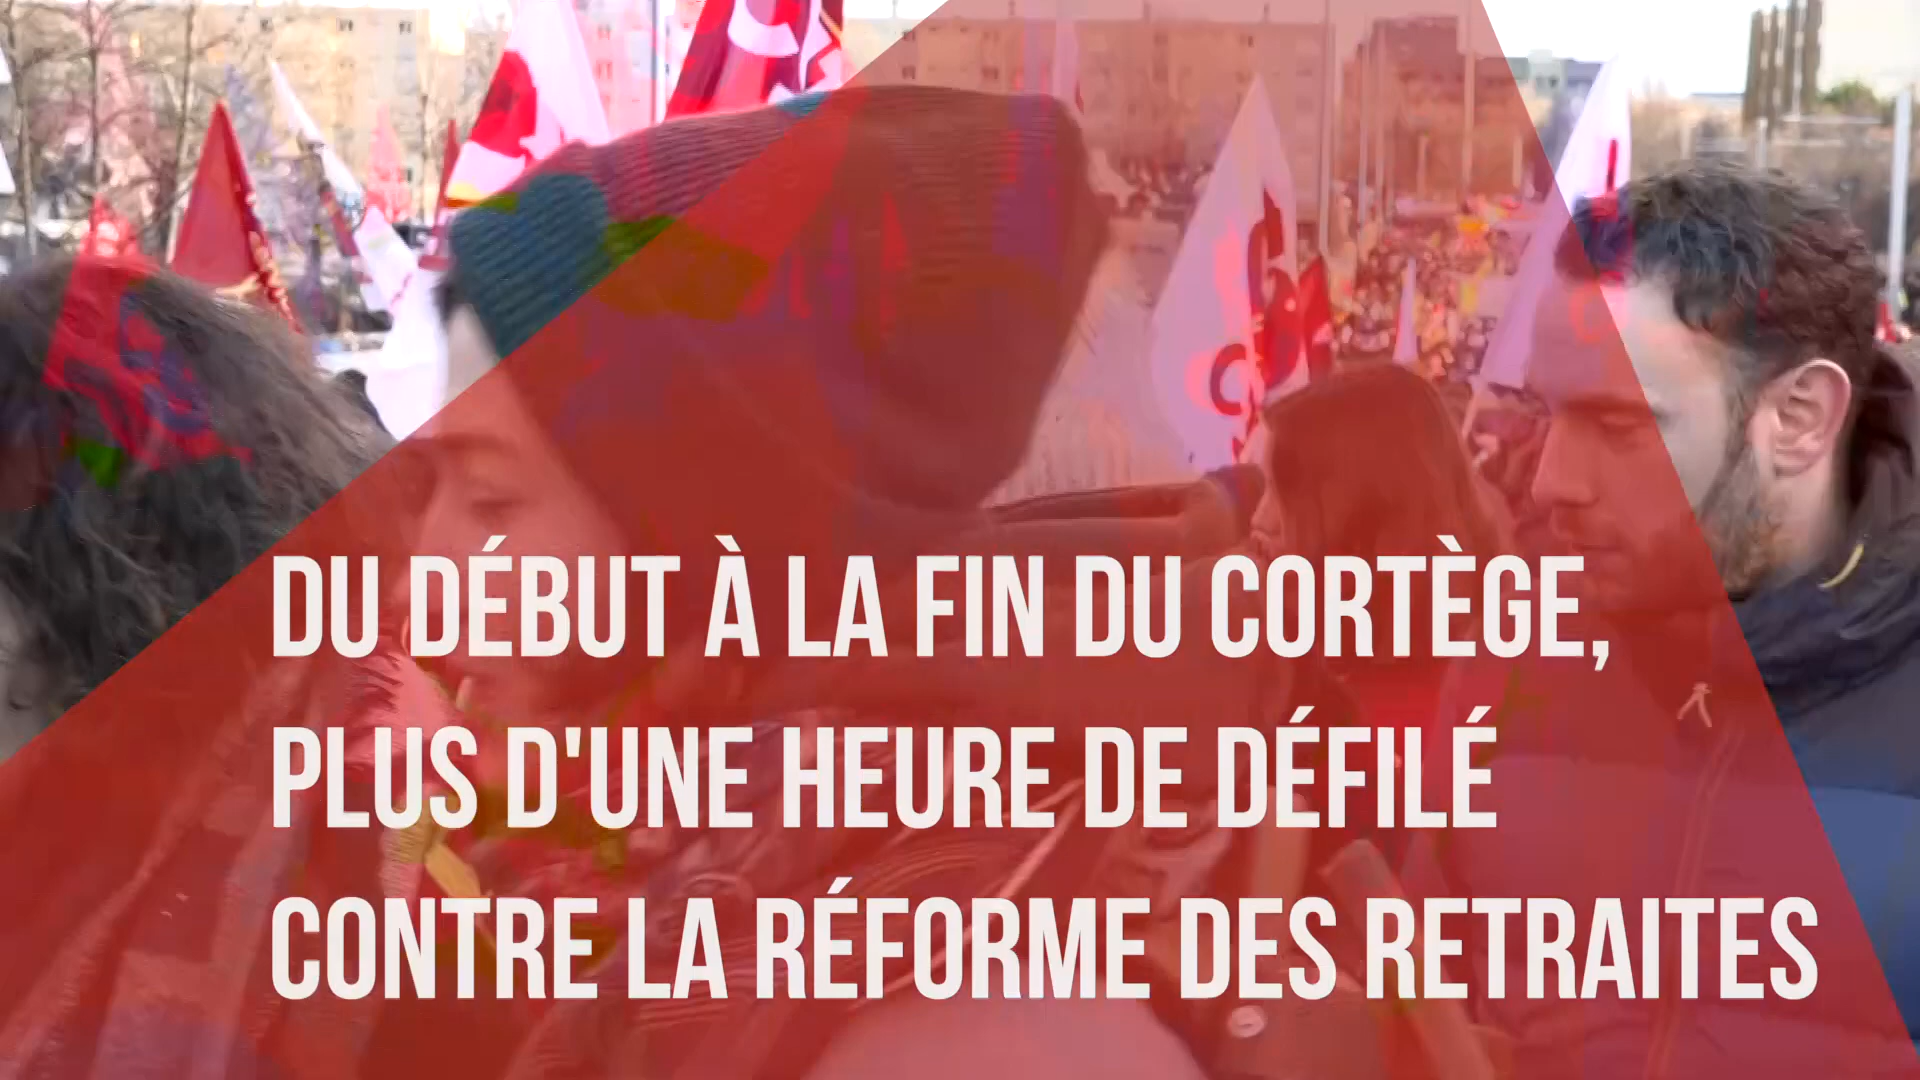 DU DÉBUT À LA FIN DU CORTÈGE,
PLUS D'UNE HEURE DE DÉFILÉ
CONTRE LA RÉFORME DES RETRAITES